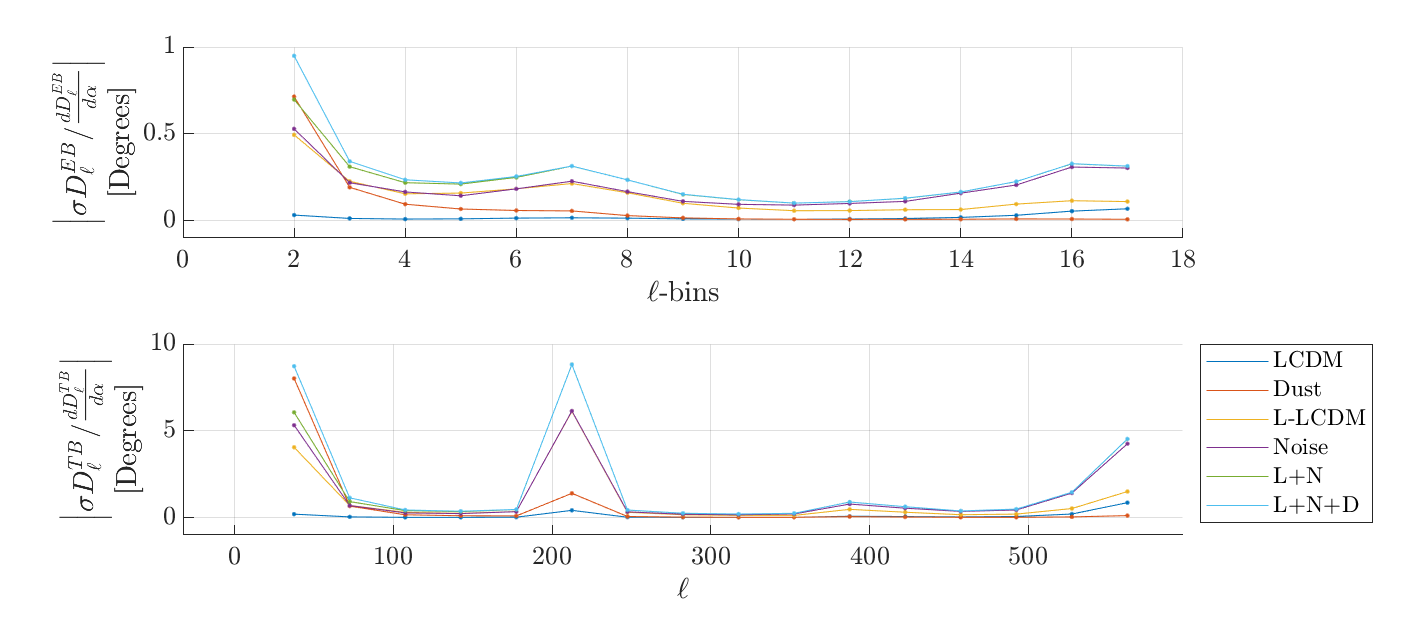 |σD_ℓ^{EB} / \frac{dD_ℓ^{EB}}{dα}|
[Degrees]
1
0.5
0
0 2 4 6 8 10 12 14 16 18
ℓ-bins
|σD_ℓ^{TB} / \frac{dD_ℓ^{TB}}{dα}|
[Degrees]
10
5
0
0 100 200 300 400 500
ℓ
LCDM
Dust
L-LCDM
Noise
L+N
L+N+D